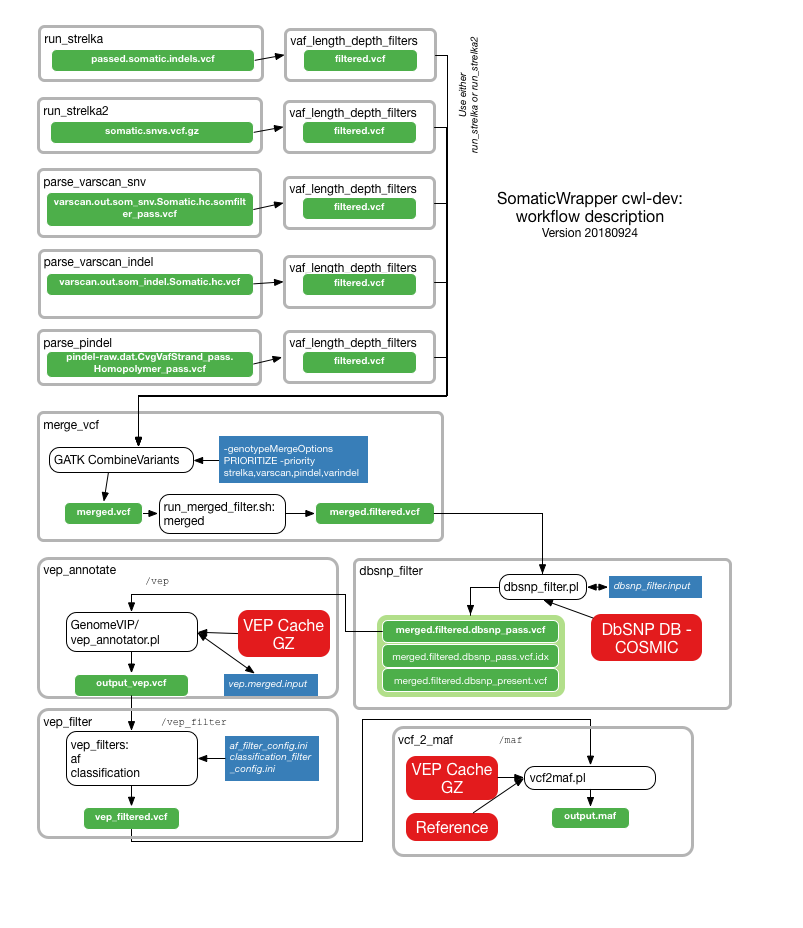 run_strelka
passed.somatic.indels.vcf
vaf_length_depth_filters
filtered.vcf
Use either
run_strelka or run_strelka2
run_strelka2
somatic.snvs.vcf.gz
vaf_length_depth_filters
filtered.vcf
parse_varscan_snv
varscan.out.som_snv.Somatic.hc.somfilt
er_pass.vcf
vaf_length_depth_filters
filtered.vcf
SomaticWrapper cwl-dev:
workflow description
Version 20180924
parse_varscan_indel
varscan.out.som_indel.Somatic.hc.vcf
vaf_length_depth_filters
filtered.vcf
parse_pindel
pindel-raw.dat.CvgVafStrand_pass.
Homopolymer_pass.vcf
vaf_length_depth_filters
filtered.vcf
merge_vcf
GATK CombineVariants
-genotypeMergeOptions
PRIORITIZE -priority
strelka,varscan,pindel,varindel
merged.vcf
run_merged_filter.sh:
merged
merged.filtered.vcf
vep_annotate
/vep
GenomeVIP/
vep_annotator.pl
VEP Cache
GZ
output_vep.vcf
vep.merged.input
dbsnp_filter
dbsnp_filter.pl
dbsnp_filter.input
merged.filtered.dbsnp_pass.vcf
merged.filtered.dbsnp_pass.vcf.idx
merged.filtered.dbsnp_present.vcf
DbSNP DB -
COSMIC
vep_filter
/vep_filter
vep_filters:
af
classification
af_filter_config.ini
classification_filter
_config.ini
vep_filtered.vcf
vcf_2_maf
/maf
VEP Cache
GZ
vcf2maf.pl
Reference
output.maf